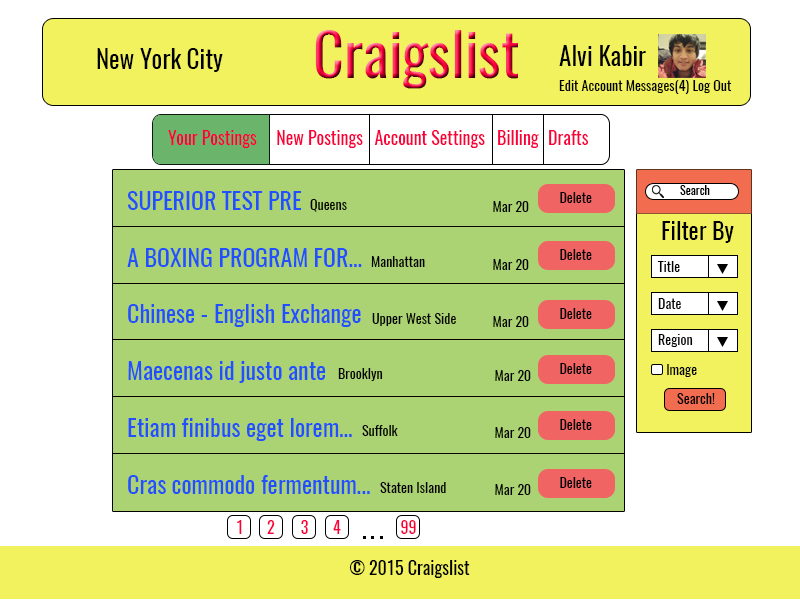 New York City
Craigslist
Alvi Kabir
Edit Account Messages(4) Log Out
Your Postings New Postings Account Settings Billing Drafts
SUPERIOR TEST PRE Queens Mar 20 Delete
A BOXING PROGRAM FOR... Manhattan Mar 20 Delete
Chinese - English Exchange Upper West Side Mar 20 Delete
Maecenas id justo ante Brooklyn Mar 20 Delete
Etiam finibus eget lorem... Suffolk Mar 20 Delete
Cras commodo fermentum... Staten Island Mar 20 Delete
Search
Filter By
Title
Date
Region
Image
Search!
1 2 3 4 ... 99
© 2015 Craigslist